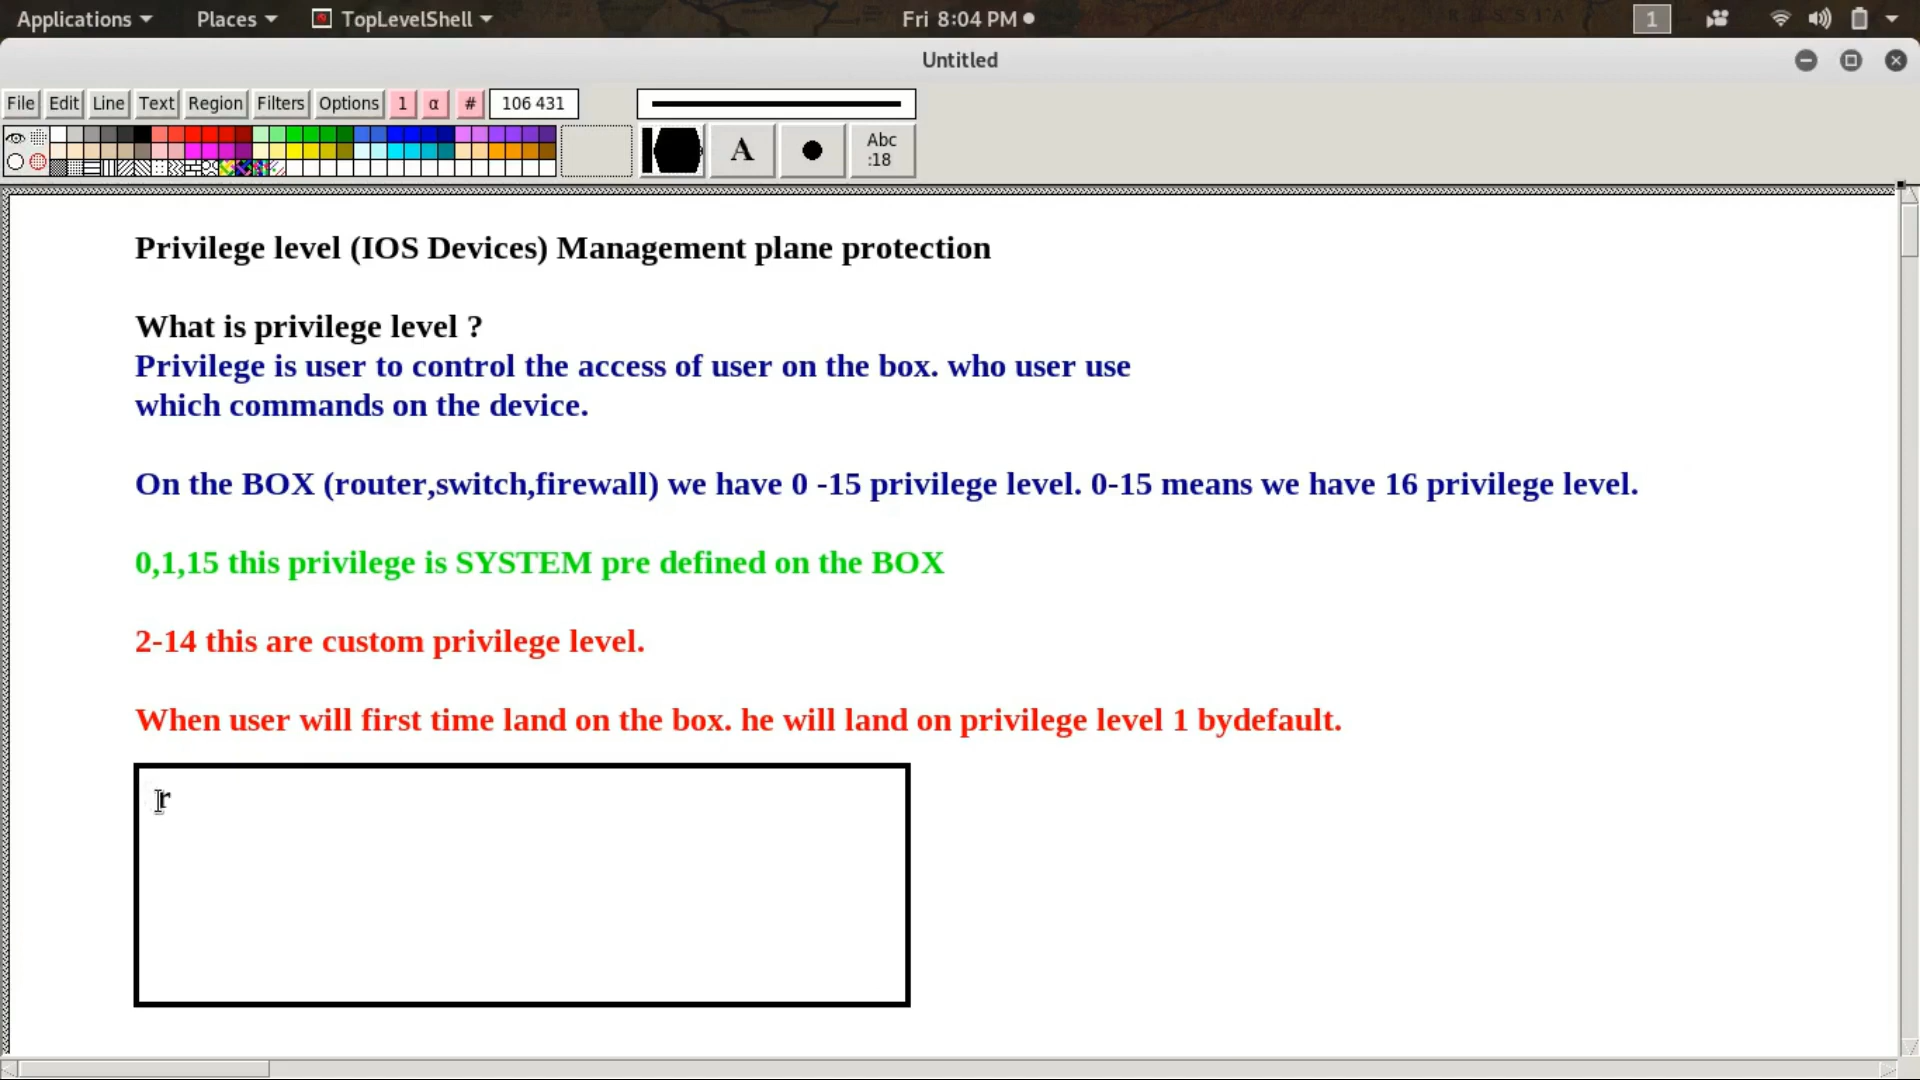 Applications Places TopLevelShell Fri 8:04 PM 1
Untitled
File Edit Line Text Region Filters Options 1 α # 106 431
A Abc
:18
Privilege level (IOS Devices) Management plane protection
What is privilege level ?
Privilege is user to control the access of user on the box. who user use
which commands on the device.
On the BOX (router,switch,firewall) we have 0 -15 privilege level. 0-15 means we have 16 privilege level.
0,1,15 this privilege is SYSTEM pre defined on the BOX
2-14 this are custom privilege level.
When user will first time land on the box. he will land on privilege level 1 bydefault.
r